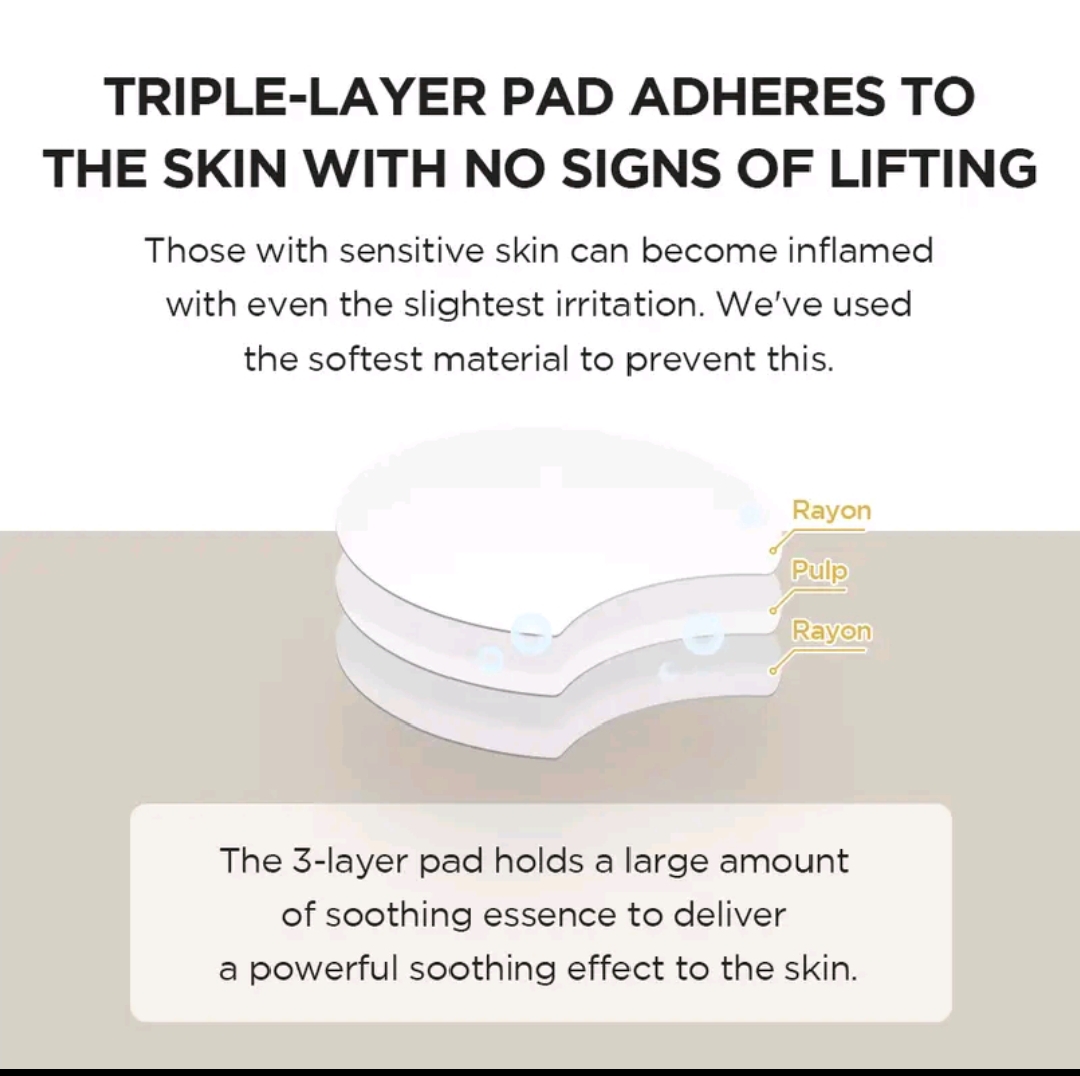 TRIPLE-LAYER PAD ADHERES TO
THE SKIN WITH NO SIGNS OF LIFTING
Those with sensitive skin can become inflamed
with even the slightest irritation. We've used
the softest material to prevent this.
Rayon
Pulp
Rayon
The 3-layer pad holds a large amount
of soothing essence to deliver
a powerful soothing effect to the skin.